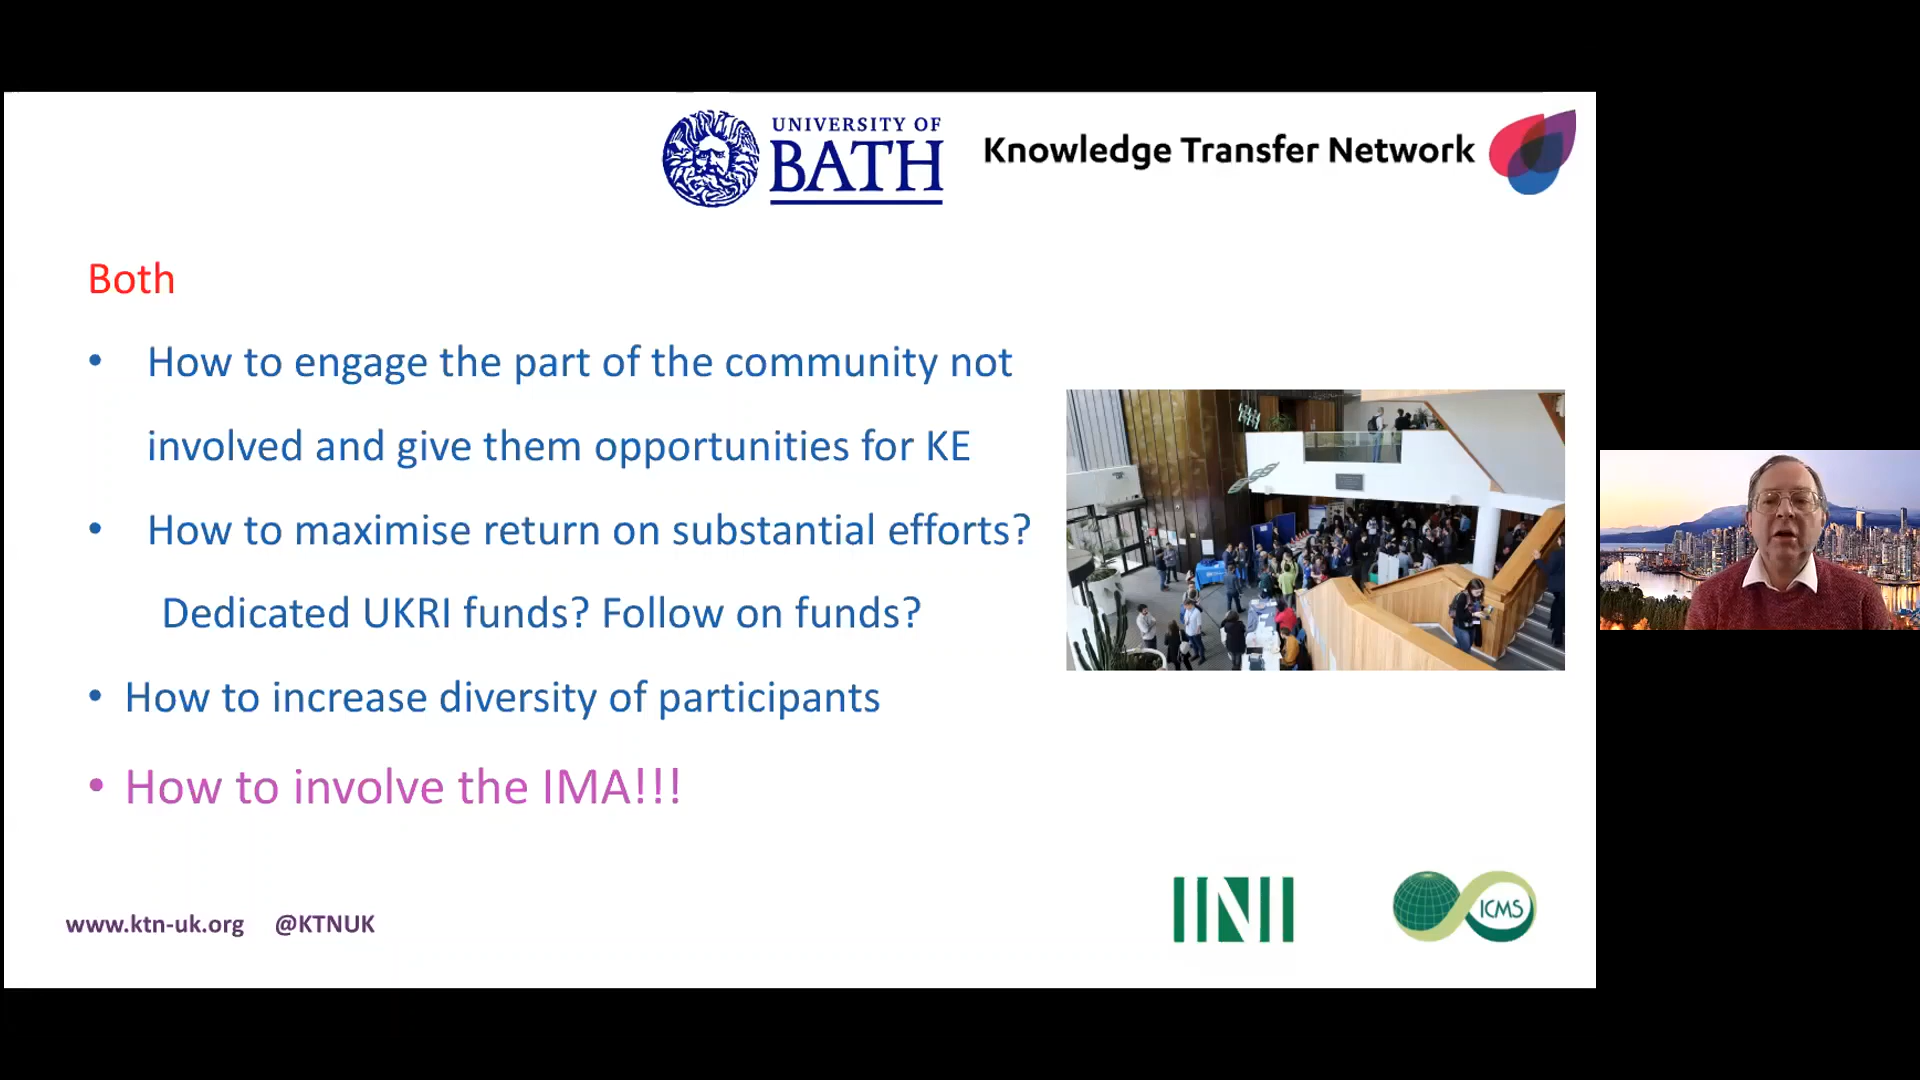 UNIVERSITY OF
BATH
Knowledge Transfer Network
Both
• How to engage the part of the community not
involved and give them opportunities for KE
• How to maximise return on substantial efforts?
Dedicated UKRI funds? Follow on funds?
• How to increase diversity of participants
• How to involve the IMA!!!
www.ktn-uk.org @KTNUK
INI
ICMS